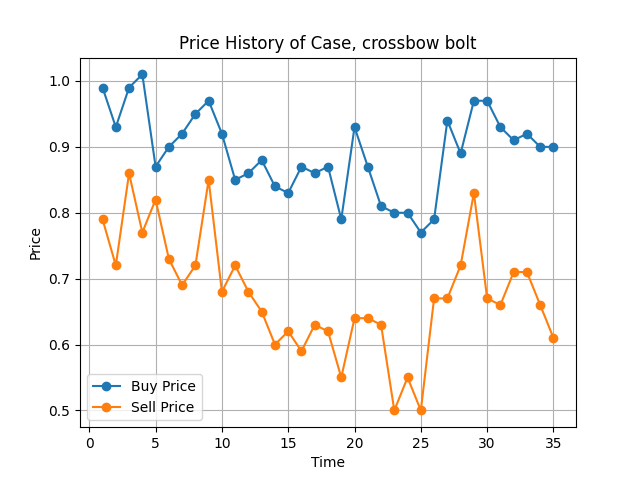 Price History of Case, crossbow bolt
Price
1.0
0.9
0.8
0.7
0.6
0.5
Buy Price
Sell Price
0 5 10 15 20 25 30 35
Time